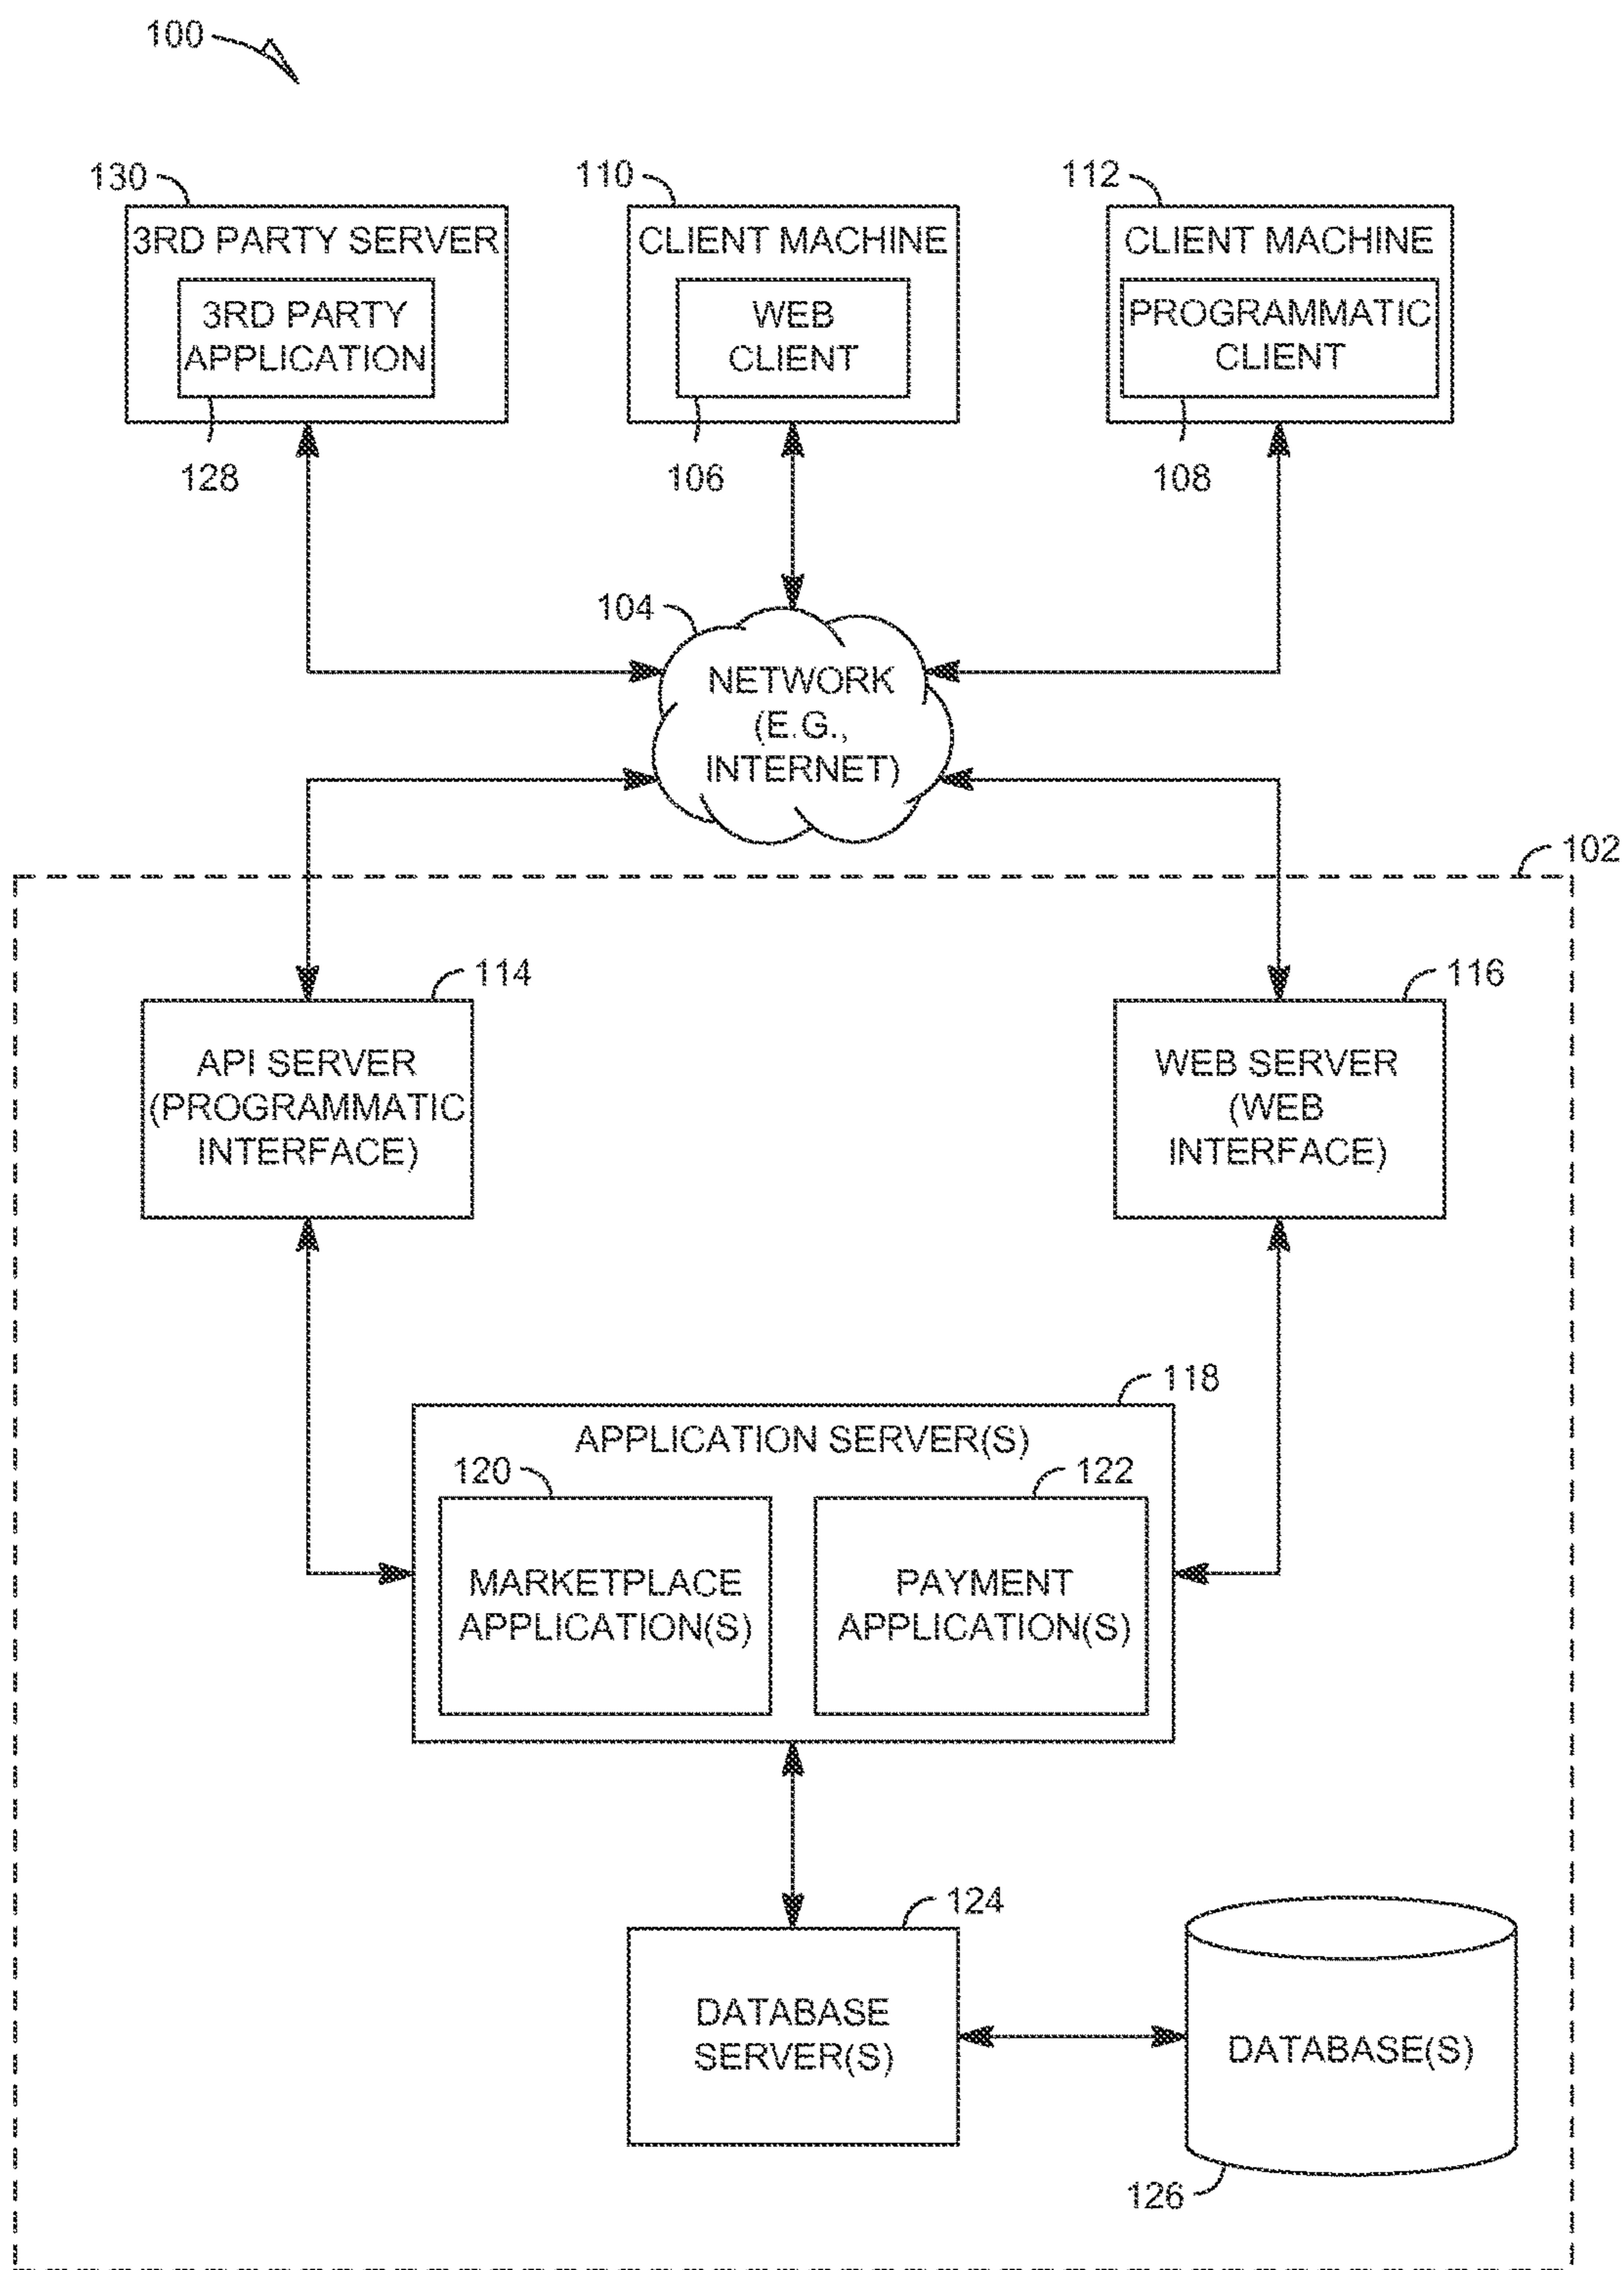 100
130
110
112
3RD PARTY SERVER
CLIENT MACHINE
CLIENT MACHINE
3RD PARTY
APPLICATION
WEB
CLIENT
PROGRAMMATIC
CLIENT
128
106
108
104
NETWORK
(E.G.,
INTERNET)
102
114
116
API SERVER
(PROGRAMMATIC
INTERFACE)
WEB SERVER
(WEB
INTERFACE)
118
APPLICATION SERVER(S)
120
122
MARKETPLACE
APPLICATION(S)
PAYMENT
APPLICATION(S)
124
DATABASE
SERVER(S)
DATABASE(S)
126